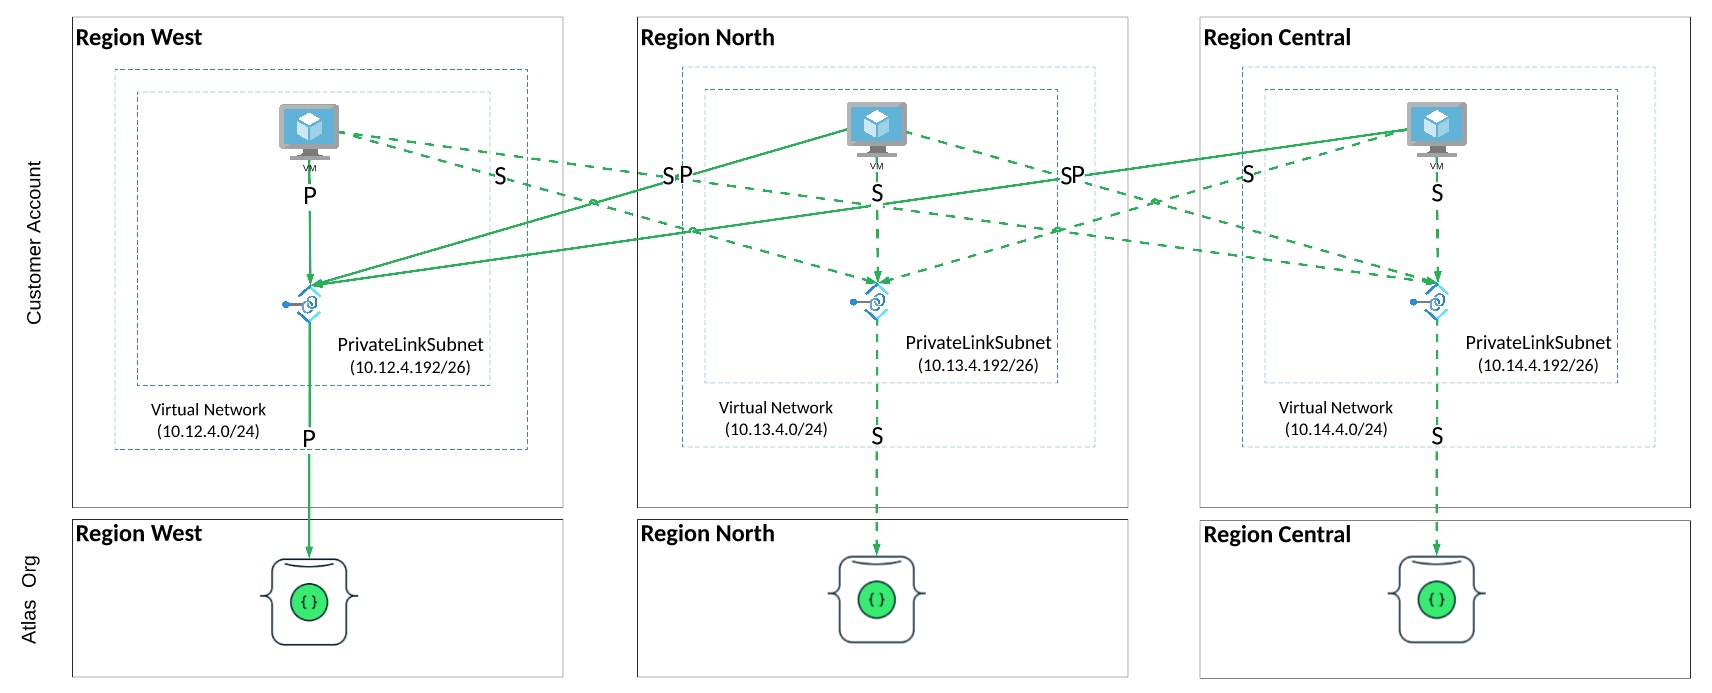 Region West
Region North
Region Central
Customer Account
VM
VM
VM
P
S
S
P
S
S
P
S
S
PrivateLinkSubnet
(10.12.4.192/26)
PrivateLinkSubnet
(10.13.4.192/26)
PrivateLinkSubnet
(10.14.4.192/26)
Virtual Network
(10.12.4.0/24)
Virtual Network
(10.13.4.0/24)
Virtual Network
(10.14.4.0/24)
P
S
S
Atlas Org
Region West
Region North
Region Central
{ }
{ }
{ }